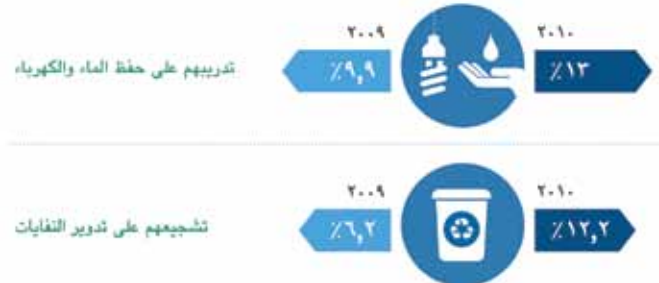 ٢٠١٠ ٢٠٠٩
٪١٣ ٪٩,٩ تدريبهم على حفظ الماء والكهرباء
٢٠١٠ ٢٠٠٩
٪١٢,٢ ٪٦,٢ تشجيعهم على تدوير النفايات